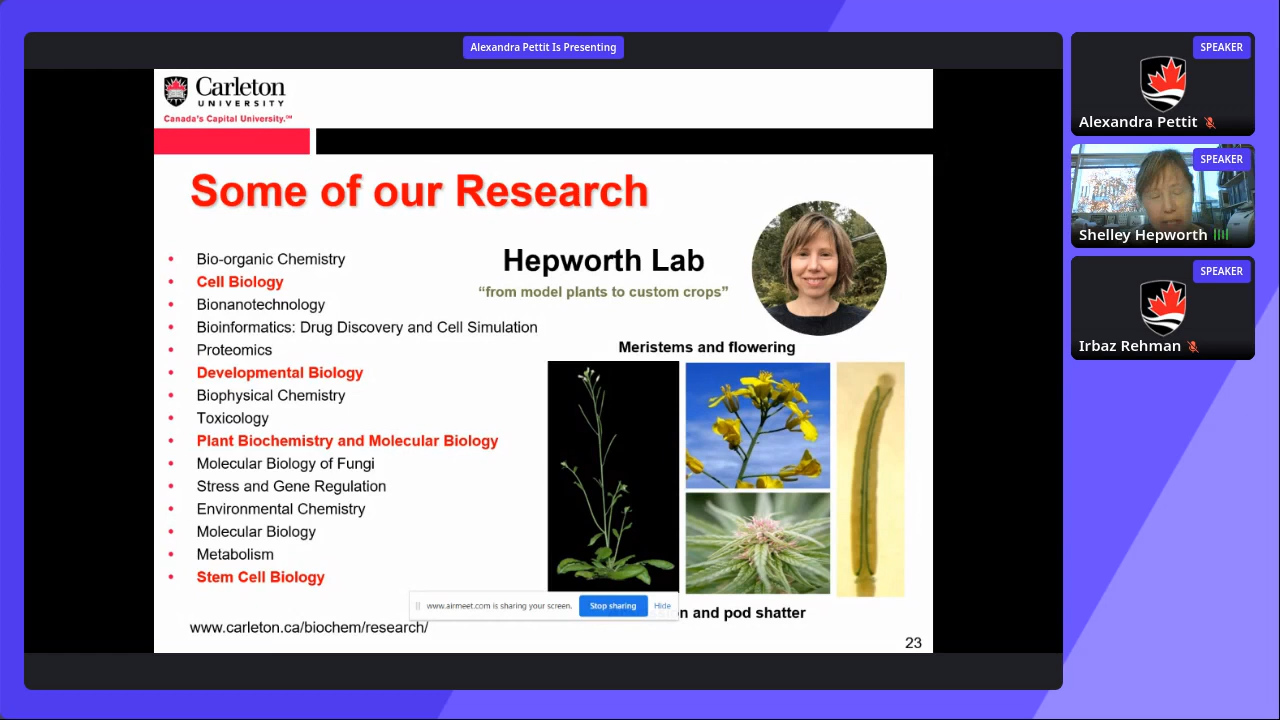 Alexandra Pettit Is Presenting
Carleton
UNIVERSITY
Canada's Capital University.™
Some of our Research
• Bio-organic Chemistry
• Cell Biology
• Bionanotechnology
• Bioinformatics: Drug Discovery and Cell Simulation
• Proteomics
• Developmental Biology
• Biophysical Chemistry
• Toxicology
• Plant Biochemistry and Molecular Biology
• Molecular Biology of Fungi
• Stress and Gene Regulation
• Environmental Chemistry
• Molecular Biology
• Metabolism
• Stem Cell Biology
www.carleton.ca/biochem/research/
Hepworth Lab
“from model plants to custom crops”
Meristems and flowering
and pod shatter
www.airmeet.com is sharing your screen.
Stop sharing
Hide
23
SPEAKER
Alexandra Pettit
SPEAKER
Shelley Hepworth
SPEAKER
Irbaz Rehman